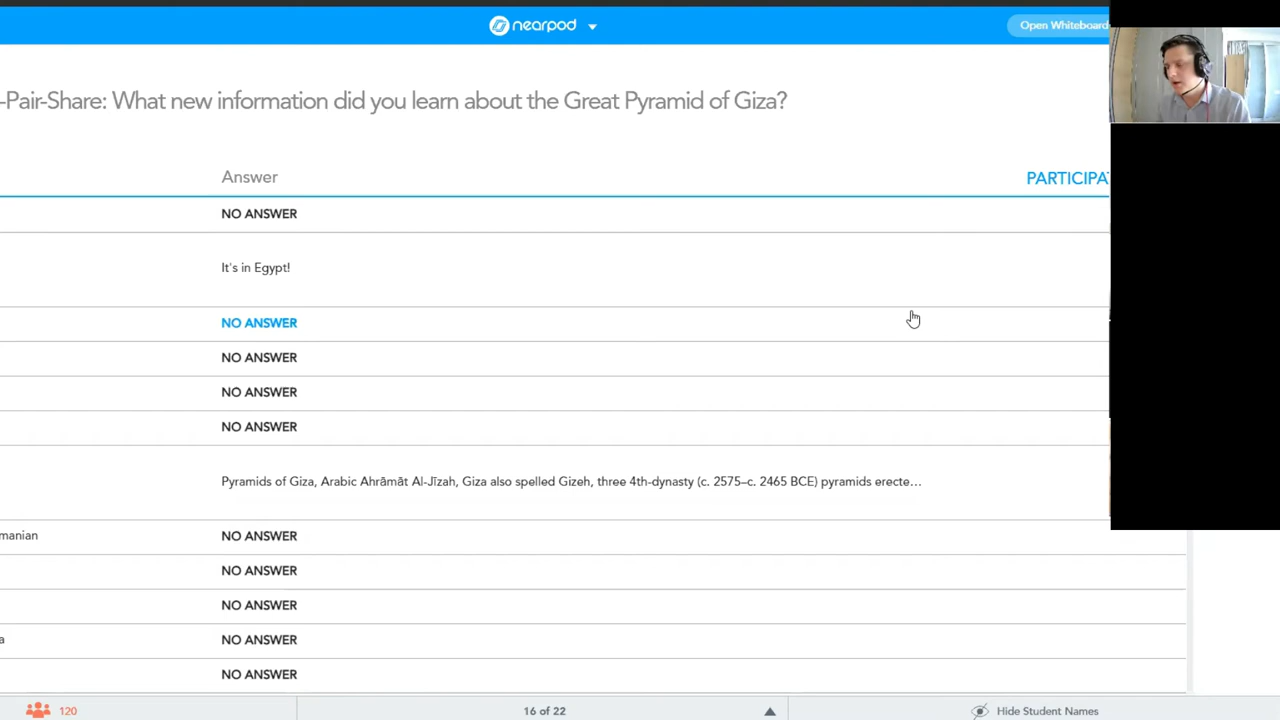 nearpod
Open Whiteboard
-Pair-Share: What new information did you learn about the Great Pyramid of Giza?
Answer
PARTICIPA
NO ANSWER
It's in Egypt!
NO ANSWER
NO ANSWER
NO ANSWER
NO ANSWER
Pyramids of Giza, Arabic Ahrāmāt Al-Jīzah, Giza also spelled Gizeh, three 4th-dynasty (c. 2575–c. 2465 BCE) pyramids erecte...
manian
NO ANSWER
NO ANSWER
NO ANSWER
a
NO ANSWER
NO ANSWER
120
16 of 22
Hide Student Names